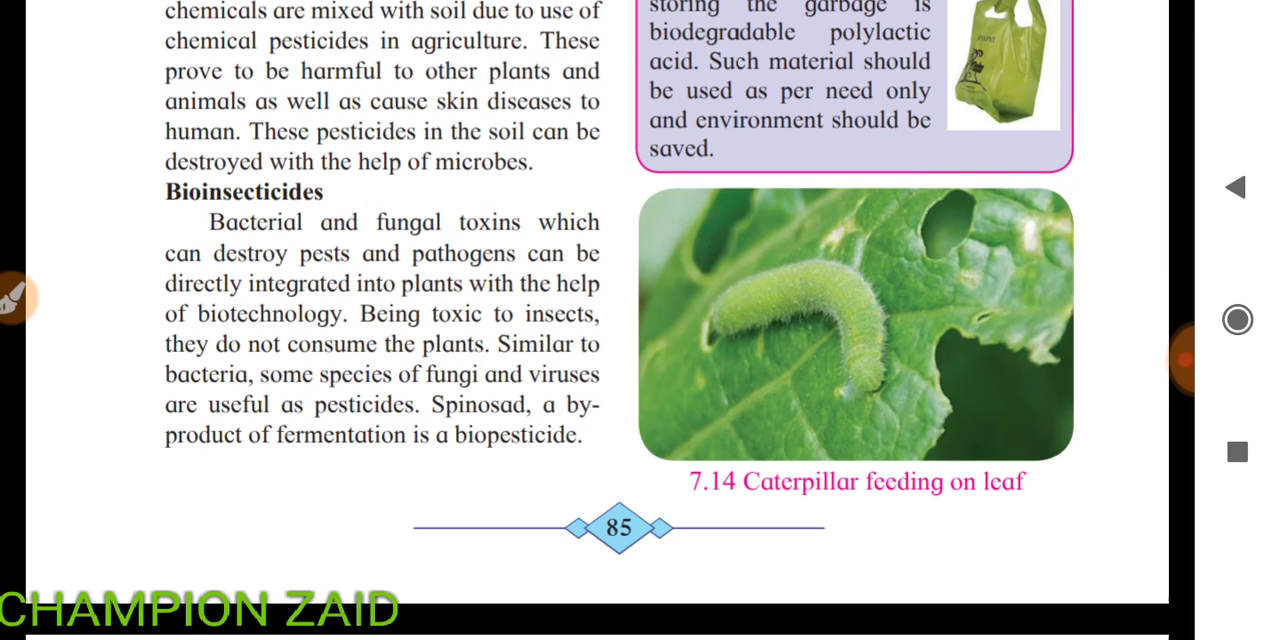 chemicals are mixed with soil due to use of
chemical pesticides in agriculture. These
prove to be harmful to other plants and
animals as well as cause skin diseases to
human. These pesticides in the soil can be
destroyed with the help of microbes.
Bioinsecticides
Bacterial and fungal toxins which
can destroy pests and pathogens can be
directly integrated into plants with the help
of biotechnology. Being toxic to insects,
they do not consume the plants. Similar to
bacteria, some species of fungi and viruses
are useful as pesticides. Spinosad, a by-
product of fermentation is a biopesticide.
storing the garbage is
biodegradable polylactic
acid. Such material should
be used as per need only
and environment should be
saved.
7.14 Caterpillar feeding on leaf
85
CHAMPION ZAID